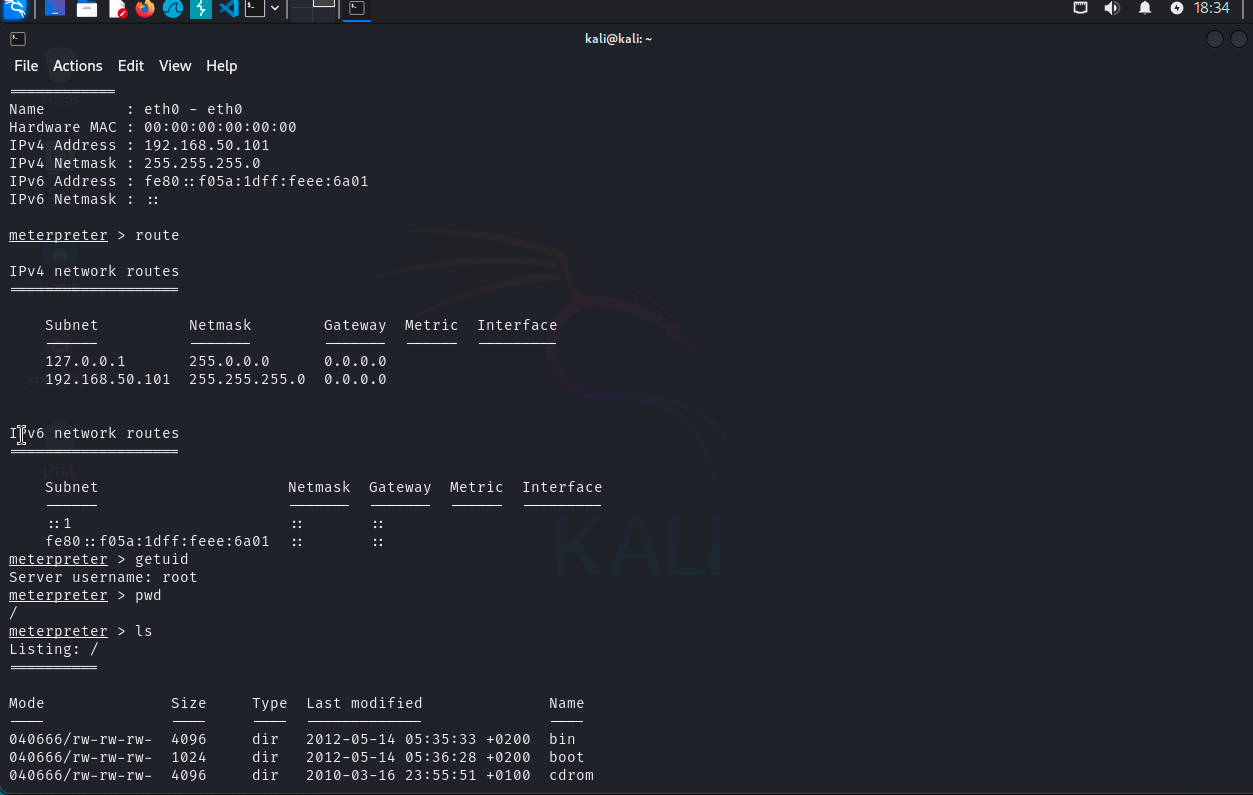 18:34
kali@kali: ~
File Actions Edit View Help
============
Name         : eth0 - eth0
Hardware MAC : 00:00:00:00:00:00
IPv4 Address : 192.168.50.101
IPv4 Netmask : 255.255.255.0
IPv6 Address : fe80::f05a:1dff:feee:6a01
IPv6 Netmask : ::
meterpreter > route
IPv4 network routes
===================
    Subnet          Netmask        Gateway  Metric  Interface
    ------          -------        -------  ------  ---------
    127.0.0.1       255.0.0.0      0.0.0.0
    192.168.50.101  255.255.255.0  0.0.0.0
IPv6 network routes
===================
    Subnet                     Netmask  Gateway  Metric  Interface
    ------                     -------  -------  ------  ---------
    ::1                        ::       ::
    fe80::f05a:1dff:feee:6a01  ::       ::
meterpreter > getuid
Server username: root
meterpreter > pwd
/
meterpreter > ls
Listing: /
==========
Mode              Size     Type  Last modified              Name
----              ----     ----  -------------              ----
040666/rw-rw-rw-  4096     dir   2012-05-14 05:35:33 +0200  bin
040666/rw-rw-rw-  1024     dir   2012-05-14 05:36:28 +0200  boot
040666/rw-rw-rw-  4096     dir   2010-03-16 23:55:51 +0100  cdrom
KALI